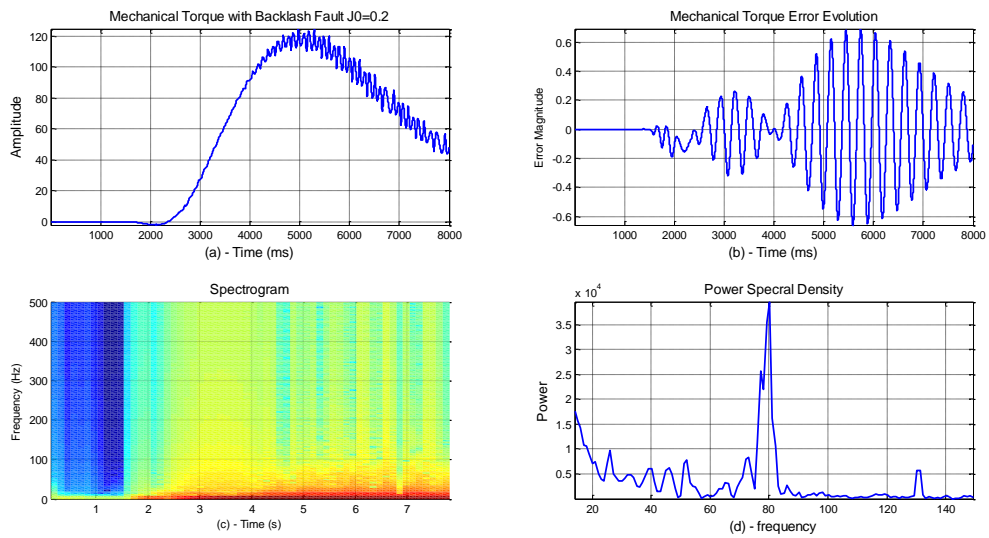 Mechanical Torque with Backlash Fault J0=0.2
120
100
80
60
40
20
0
Amplitude
1000 2000 3000 4000 5000 6000 7000 8000
(a) - Time (ms)
Mechanical Torque Error Evolution
0.6
0.4
0.2
0
-0.2
-0.4
-0.6
Error Magnitude
1000 2000 3000 4000 5000 6000 7000 8000
(b) - Time (ms)
Spectrogram
500
400
300
200
100
0
Frequency (Hz)
1 2 3 4 5 6 7
(c) - Time (s)
Power Specral Density
x 10^4
3.5
3
2.5
2
1.5
1
0.5
Power
20 40 60 80 100 120 140
(d) - frequency